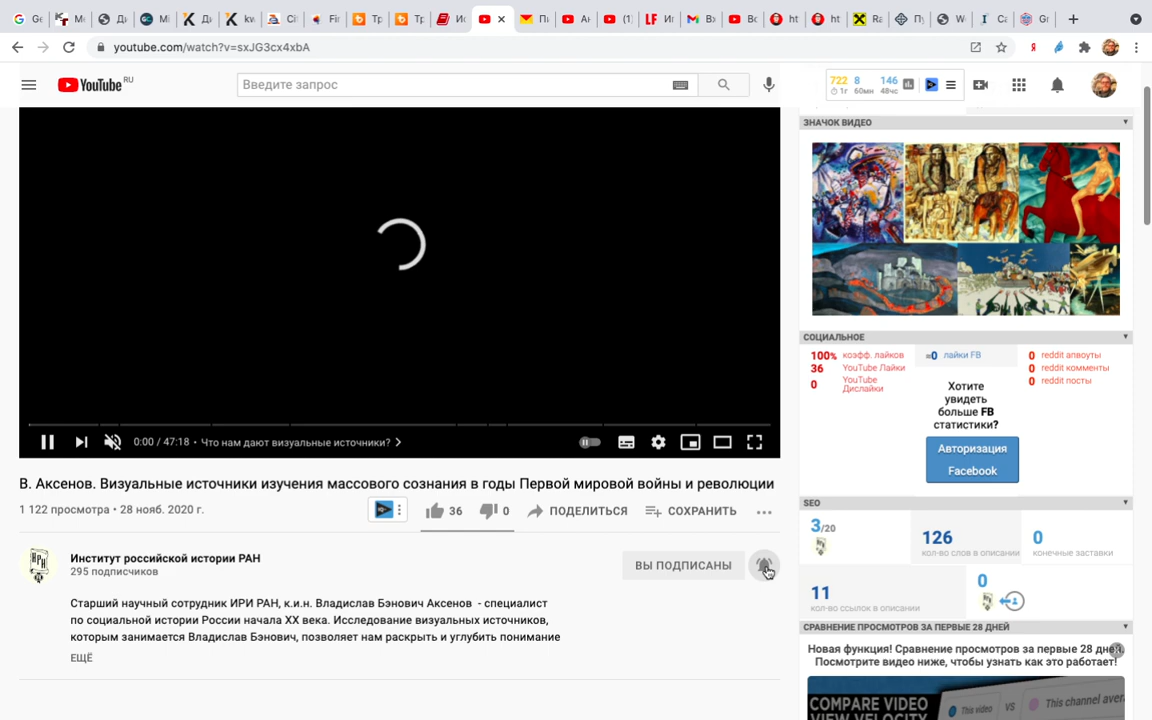 youtube.com/watch?v=sxJG3cx4xbA
YouTube RU
Введите запрос
722 8 146
1г 60мн 48чс
ЗНАЧОК ВИДЕО
СОЦИАЛЬНОЕ
100% коэфф. лайков
36 YouTube Лайки
0 YouTube Дислайки
=0 лайки FB
0 reddit апвоуты
0 reddit комменты
0 reddit посты
Хотите
увидеть
больше FB
статистики?
Авторизация
Facebook
0:00 / 47:18 • Что нам дают визуальные источники?
В. Аксенов. Визуальные источники изучения массового сознания в годы Первой мировой войны и революции
1 122 просмотра • 28 нояб. 2020 г.
36 0 ПОДЕЛИТЬСЯ СОХРАНИТЬ
Институт российской истории РАН
295 подписчиков
ВЫ ПОДПИСАНЫ
Старший научный сотрудник ИРИ РАН, к.и.н. Владислав Бэнович Аксенов - специалист
по социальной истории России начала XX века. Исследование визуальных источников,
которым занимается Владислав Бэнович, позволяет нам раскрыть и углубить понимание
ЕЩЁ
SEO
3/20
126
кол-во слов в описании
0
конечные заставки
11
кол-во ссылок в описании
0
СРАВНЕНИЕ ПРОСМОТРОВ ЗА ПЕРВЫЕ 28 ДНЕЙ
Новая функция! Сравнение просмотров за первые 28 дней.
Посмотрите видео ниже, чтобы узнать как это работает!
COMPARE VIDEO
VIEW VELOCITY
This video VS This channel